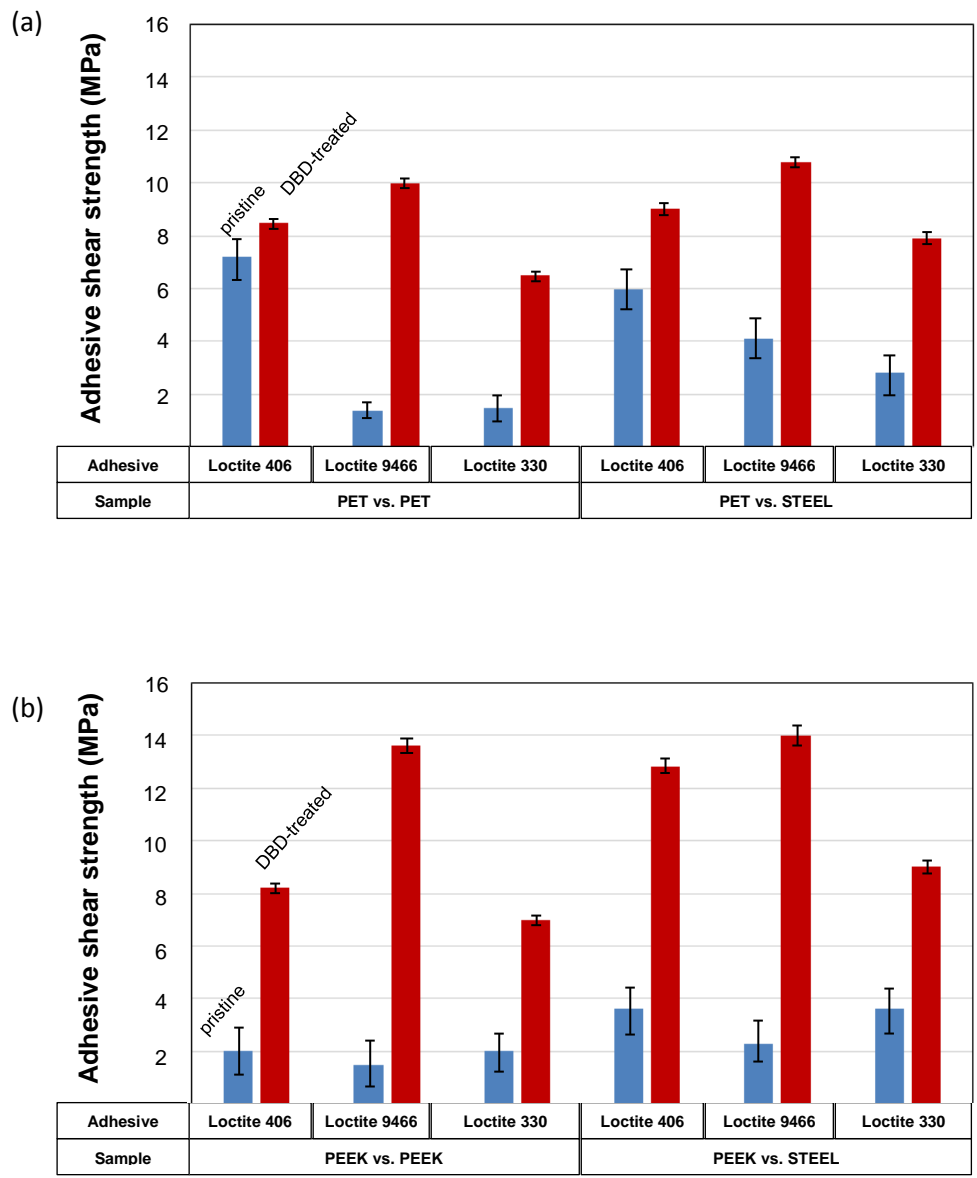 (a)
Adhesive shear strength (MPa)
16
14
12
10
8
6
4
2
pristine
DBD-treated
Adhesive Loctite 406 Loctite 9466 Loctite 330 Loctite 406 Loctite 9466 Loctite 330
Sample PET vs. PET PET vs. STEEL
(b)
Adhesive shear strength (MPa)
16
14
12
10
8
6
4
2
pristine
DBD-treated
Adhesive Loctite 406 Loctite 9466 Loctite 330 Loctite 406 Loctite 9466 Loctite 330
Sample PEEK vs. PEEK PEEK vs. STEEL